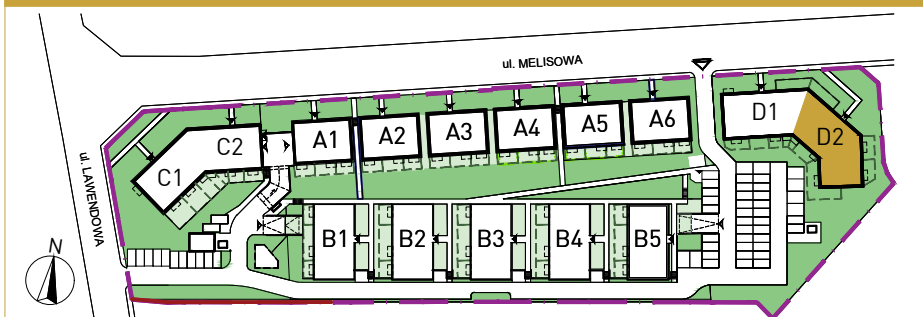 ul. MELISOWA
D1
D2
A1
A2
A3
A4
A5
A6
C2
C1
ul. LAWENDOWA
B1
B2
B3
B4
B5
N